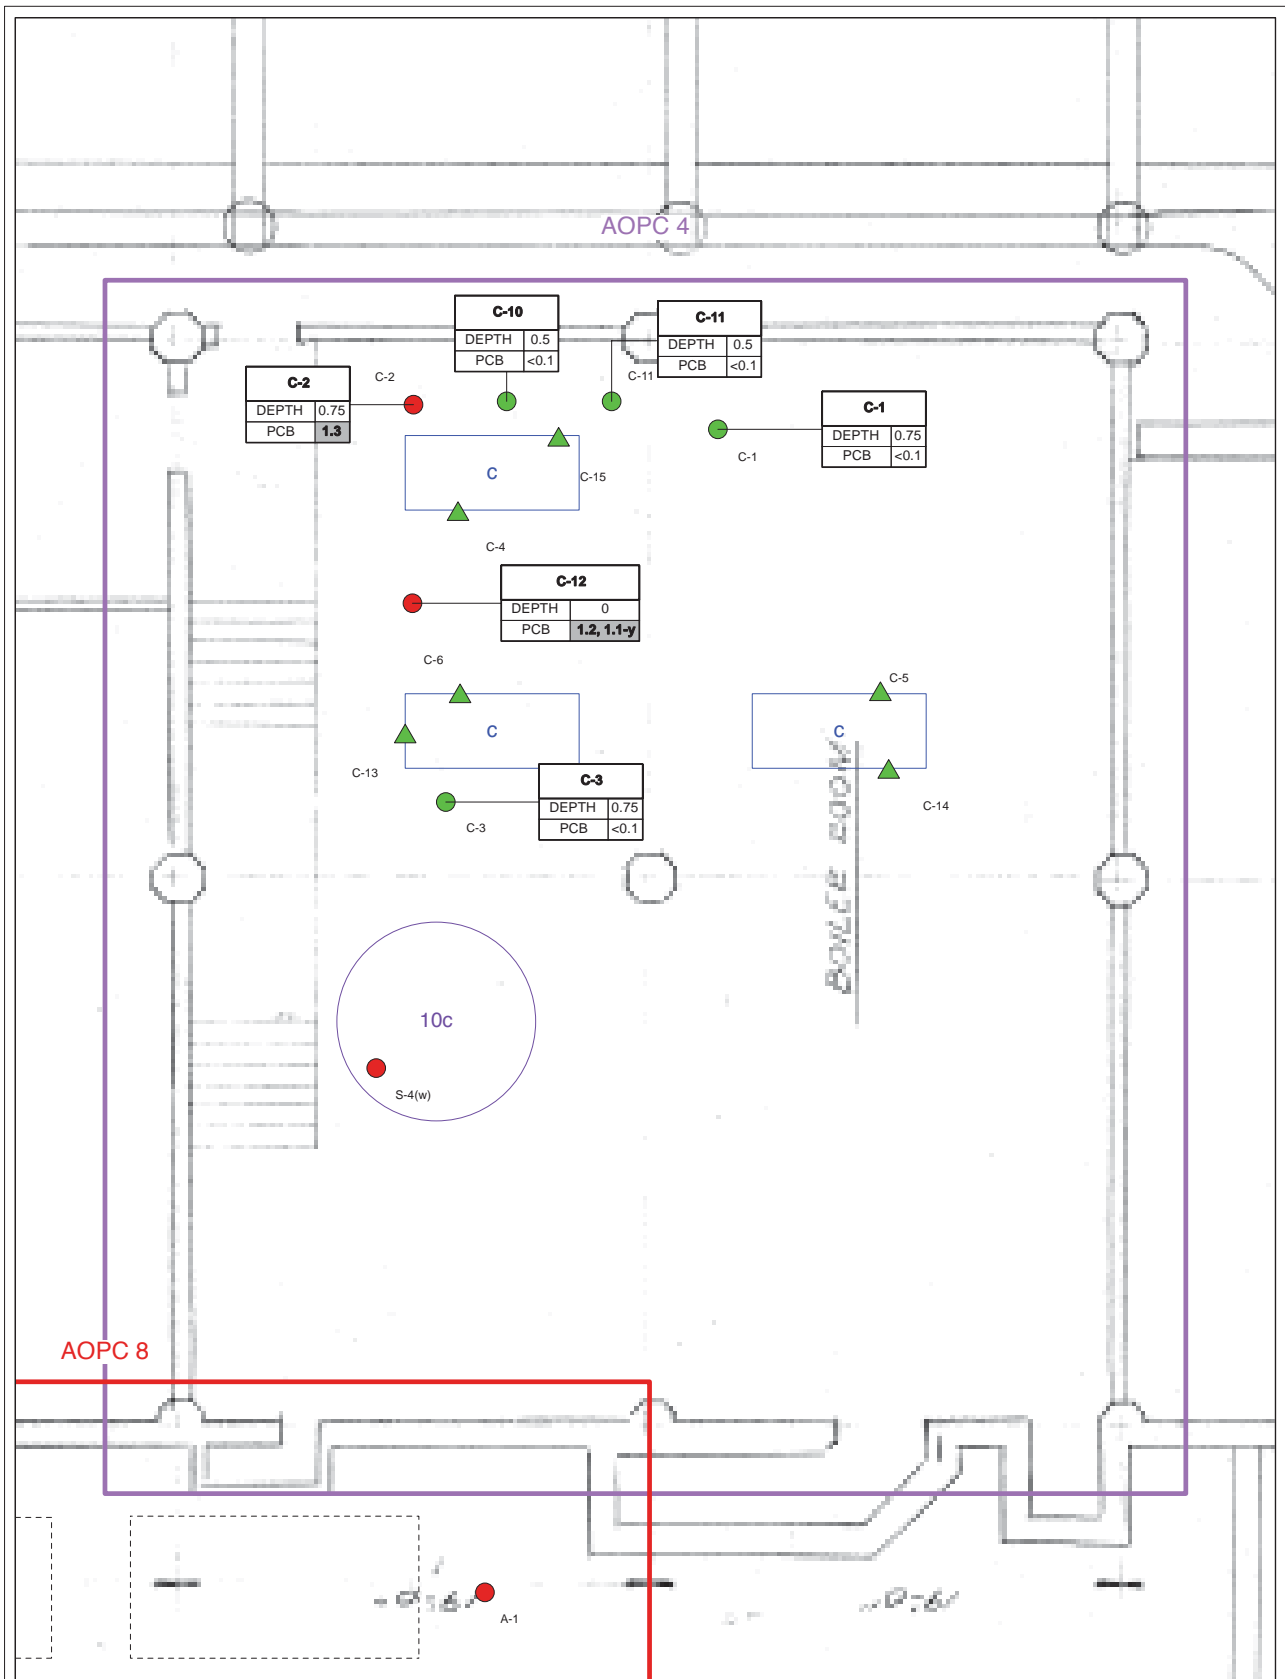 AOPC 4
C-10
DEPTH 0.5
PCB <0.1
C-11
DEPTH 0.5
PCB <0.1
C-2
DEPTH 0.75
PCB 1.3
C-2
C-11
C-1
DEPTH 0.75
PCB <0.1
C-1
C
C-15
C-4
C-12
DEPTH 0
PCB 1.2, 1.1-y
C-6
C
C-13
C-5
C
C-14
C-3
DEPTH 0.75
PCB <0.1
C-3
BOILER ROOM
10c
S-4(w)
AOPC 8
A-1